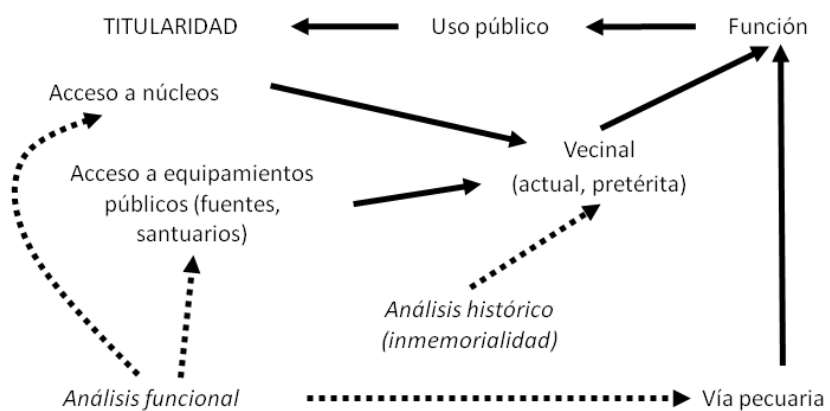 TITULARIDAD
Uso público
Función
Acceso a núcleos
Vecinal
(actual, pretérita)
Acceso a equipamientos
públicos (fuentes,
santuarios)
Análisis histórico
(inmemorialidad)
Análisis funcional
Vía pecuaria